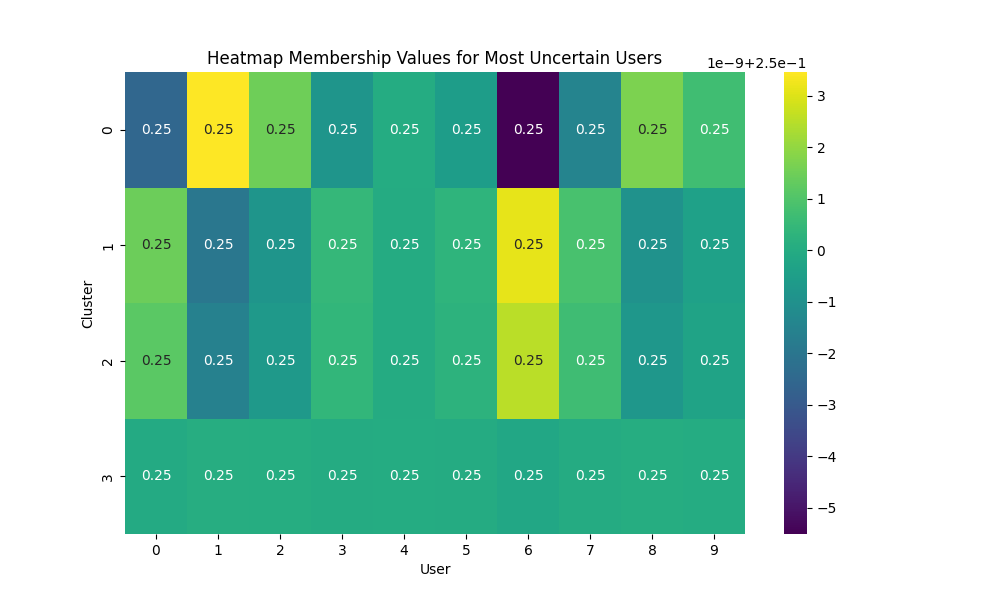 Heatmap Membership Values for Most Uncertain Users
1e−9+2.5e−1
0 0.25 0.25 0.25 0.25 0.25 0.25 0.25 0.25 0.25 0.25
1 0.25 0.25 0.25 0.25 0.25 0.25 0.25 0.25 0.25 0.25
2 0.25 0.25 0.25 0.25 0.25 0.25 0.25 0.25 0.25 0.25
3 0.25 0.25 0.25 0.25 0.25 0.25 0.25 0.25 0.25 0.25
Cluster
0 1 2 3 4 5 6 7 8 9
User
3
2
1
0
−1
−2
−3
−4
−5